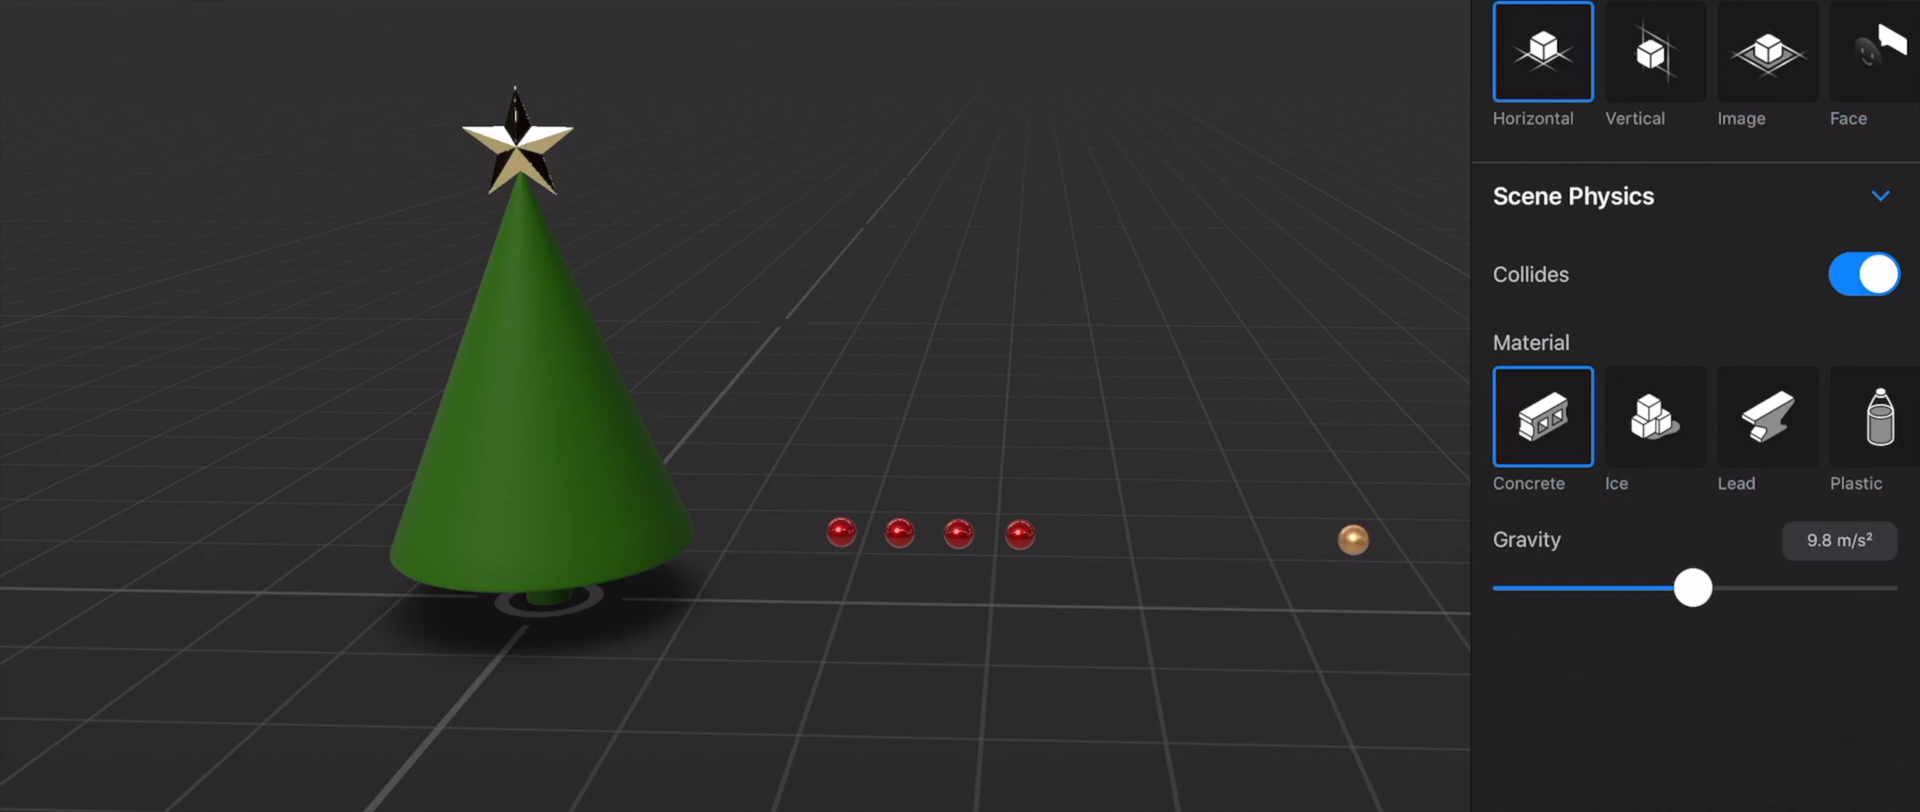 Horizontal
Vertical
Image
Face
Scene Physics
Collides
Material
Concrete
Ice
Lead
Plastic
Gravity
9.8 m/s²